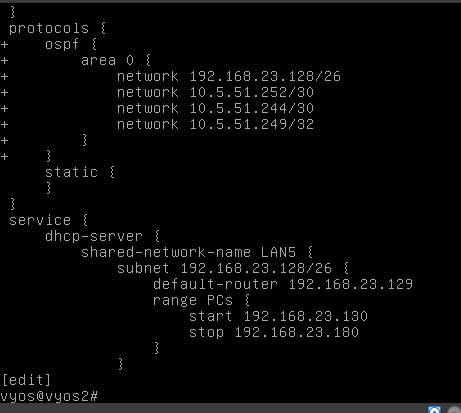 }
 protocols {
+    ospf {
+        area 0 {
+            network 192.168.23.128/26
+            network 10.5.51.252/30
+            network 10.5.51.244/30
+            network 10.5.51.249/32
+        }
+    }
     static {
     }
 }
 service {
     dhcp-server {
         shared-network-name LAN5 {
             subnet 192.168.23.128/26 {
                 default-router 192.168.23.129
                 range PCs {
                     start 192.168.23.130
                     stop 192.168.23.180
                 }
             }
[edit]
vyos@vyos2#